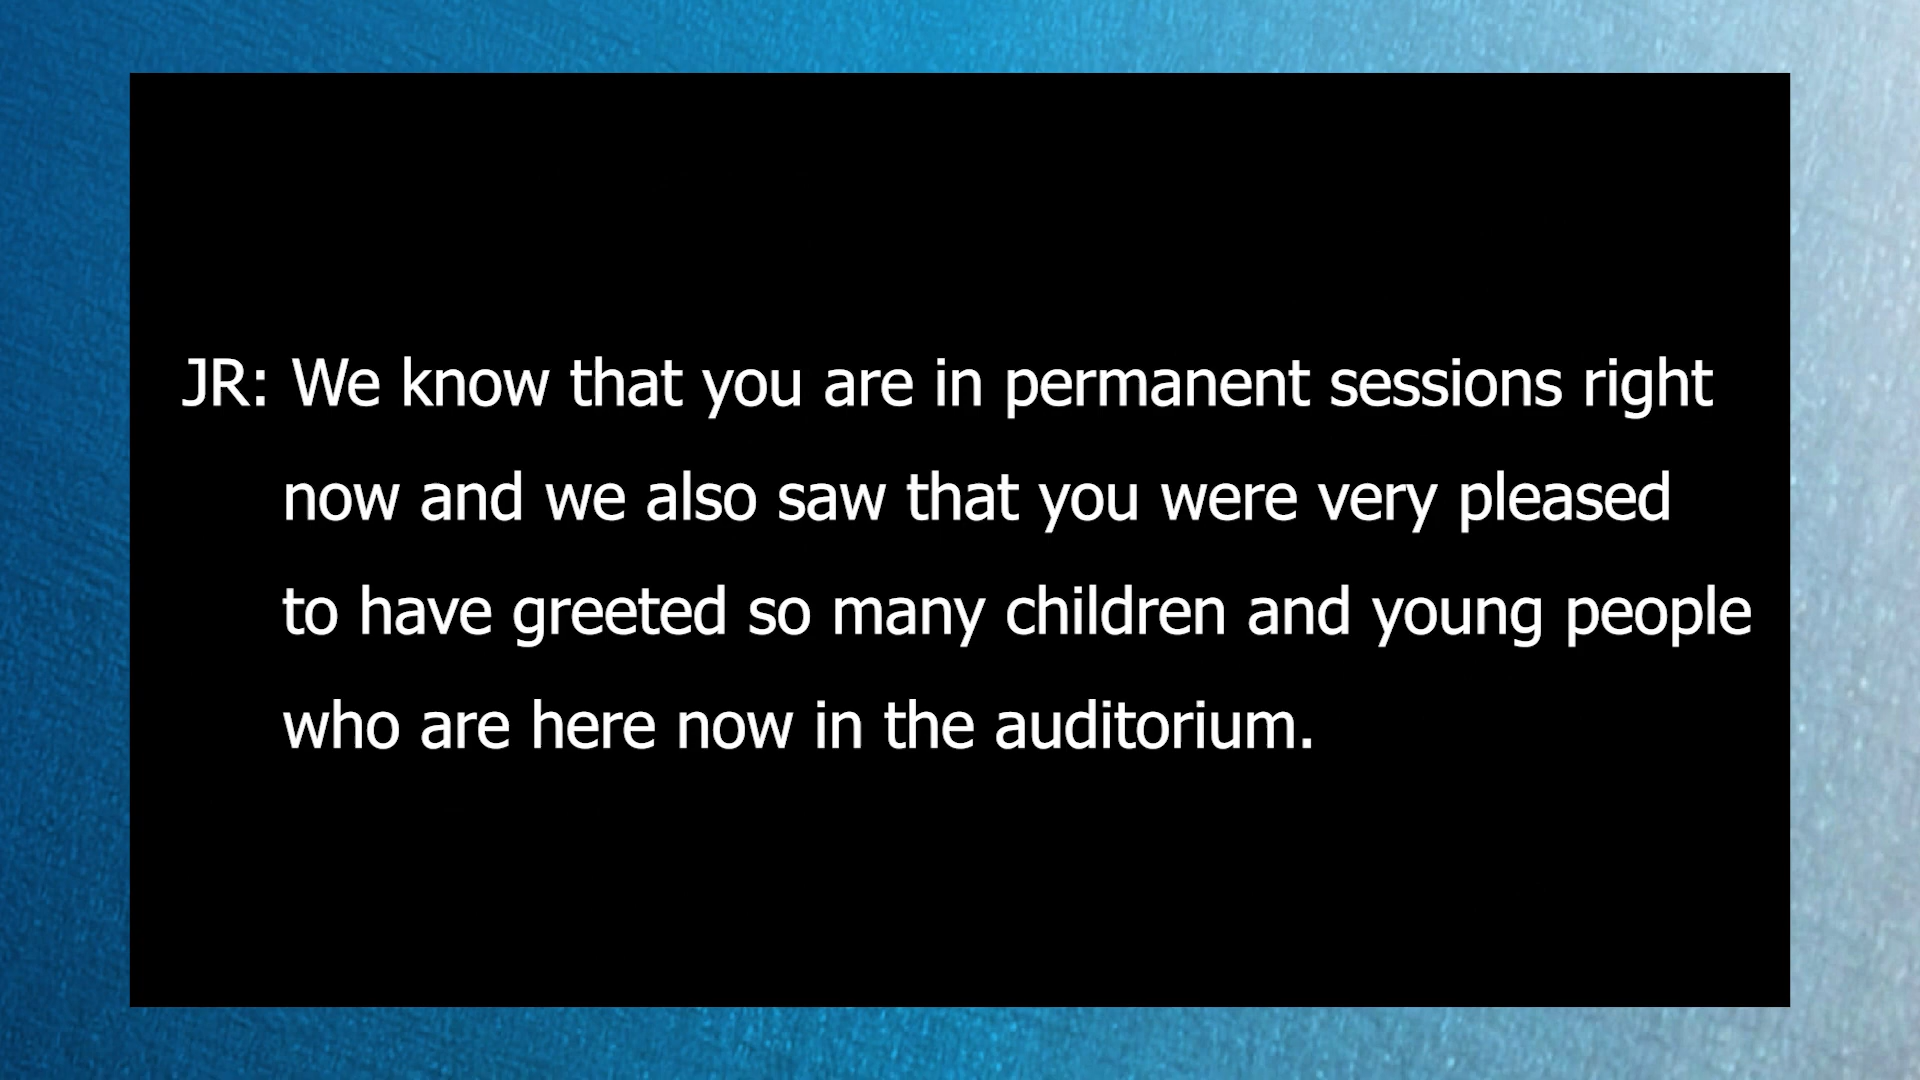 JR: We know that you are in permanent sessions right
now and we also saw that you were very pleased
to have greeted so many children and young people
who are here now in the auditorium.